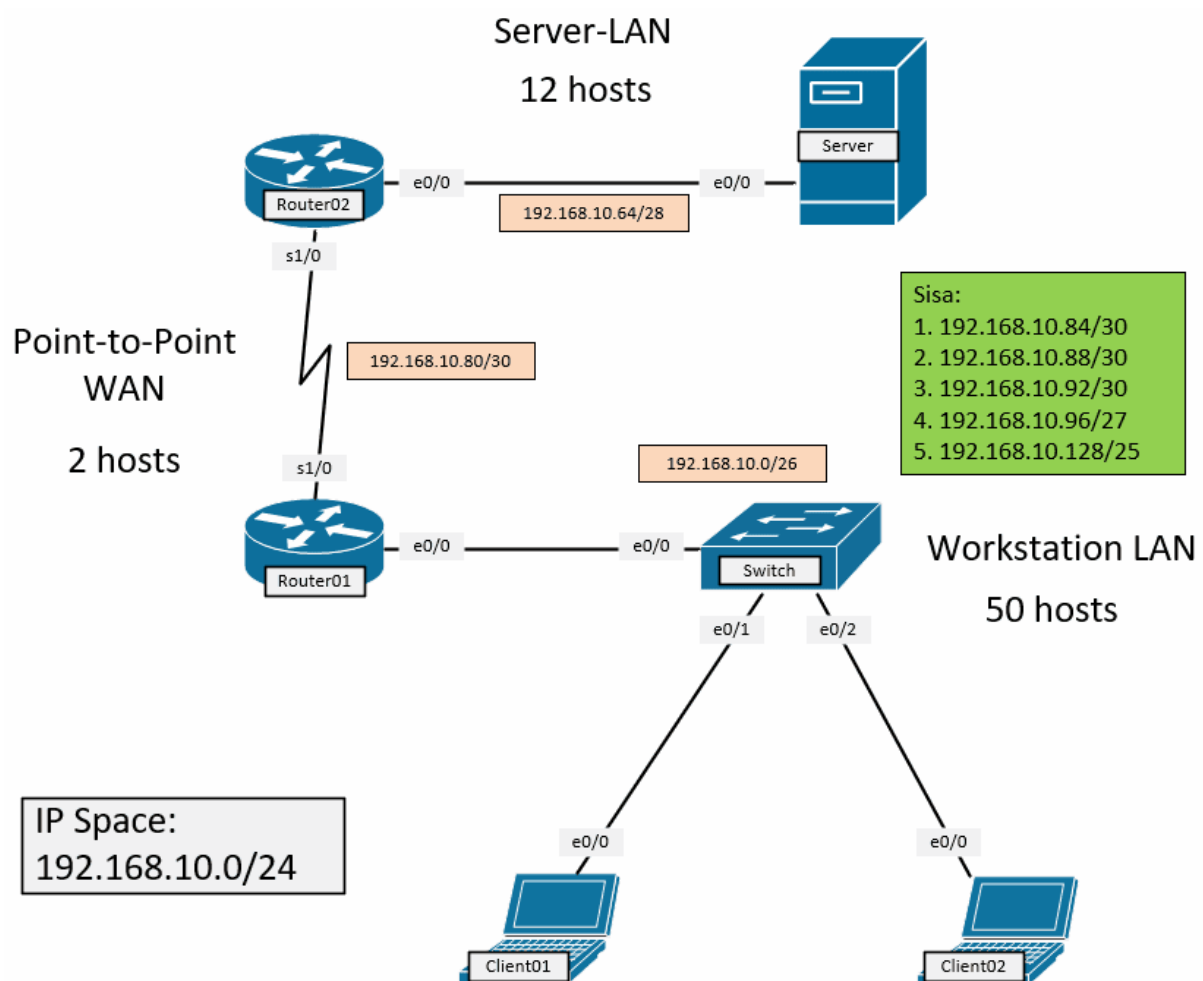 Server-LAN
12 hosts
Server
Router02
e0/0
e0/0
192.168.10.64/28
s1/0
Sisa:
1. 192.168.10.84/30
2. 192.168.10.88/30
3. 192.168.10.92/30
4. 192.168.10.96/27
5. 192.168.10.128/25
Point-to-Point
WAN
2 hosts
192.168.10.80/30
s1/0
192.168.10.0/26
Router01
e0/0
e0/0
Switch
Workstation LAN
50 hosts
e0/1
e0/2
IP Space:
192.168.10.0/24
e0/0
e0/0
Client01
Client02